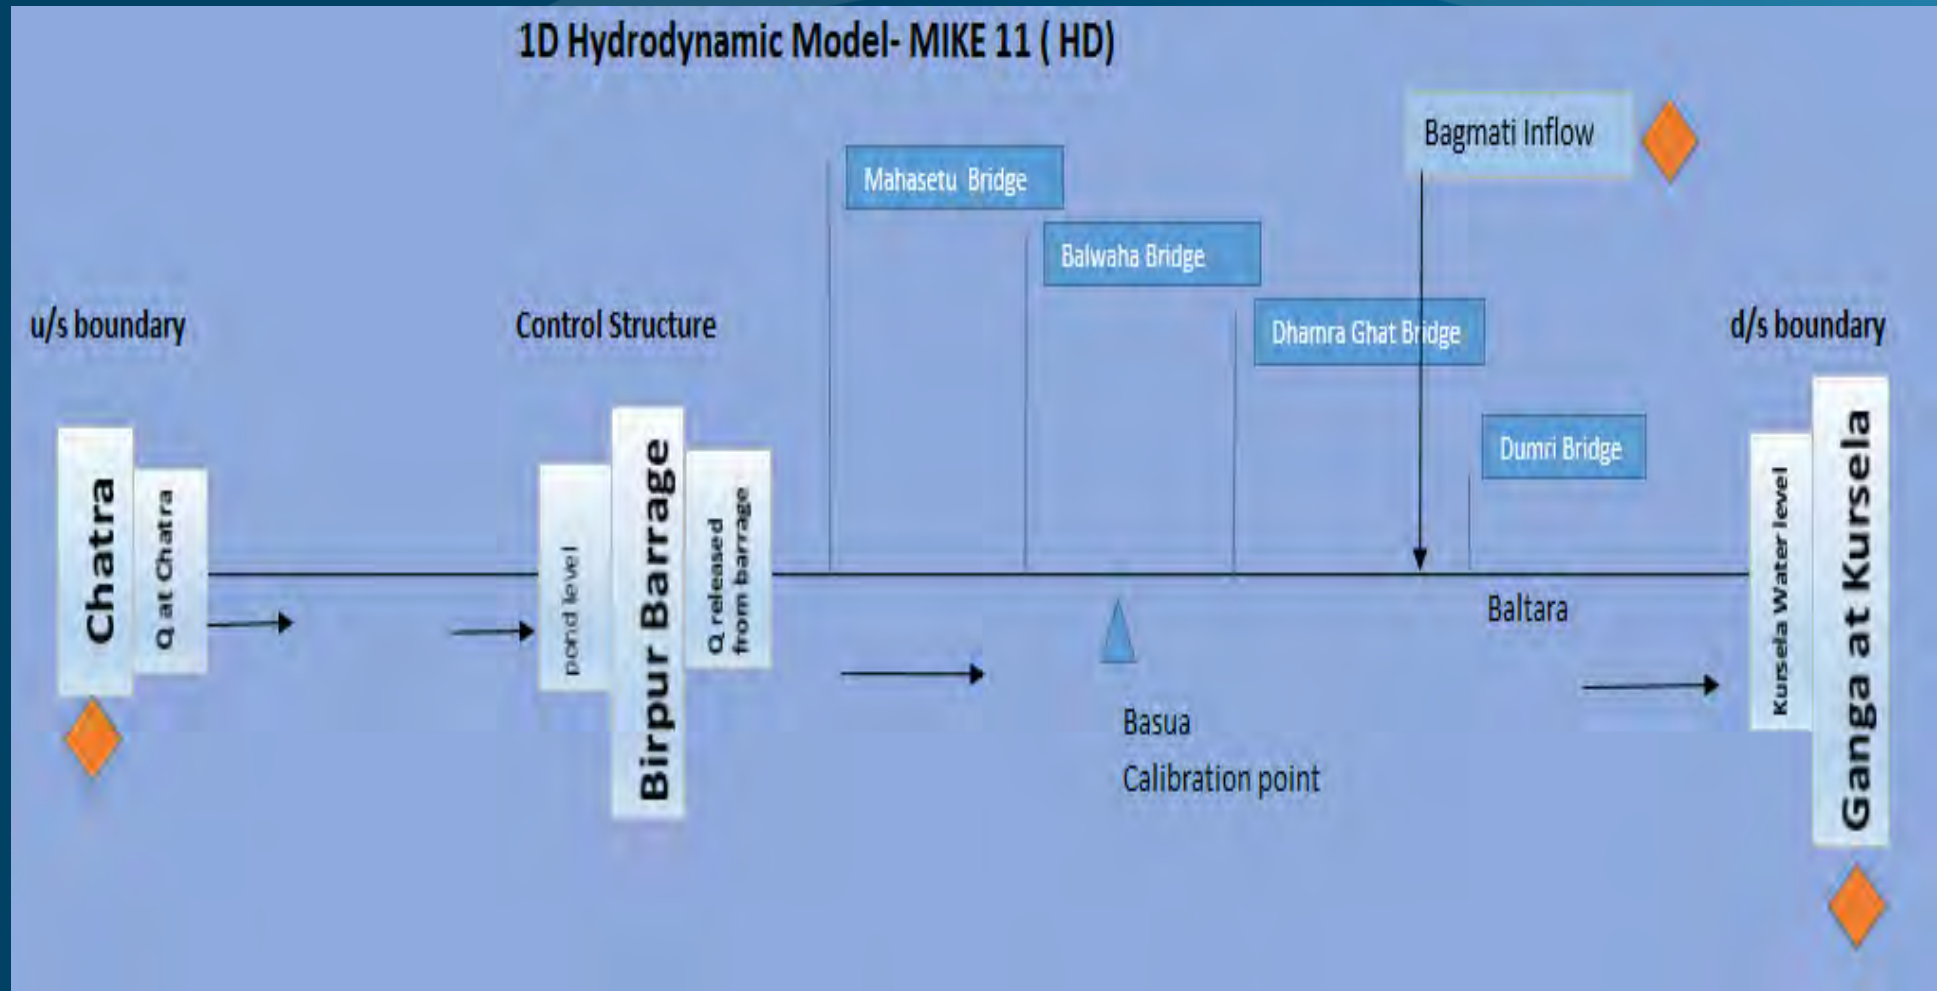 1D Hydrodynamic Model- MIKE 11 ( HD)
Bagmati Inflow
Mahasetu Bridge
Balwaha Bridge
Dhamra Ghat Bridge
Dumri Bridge
u/s boundary
Control Structure
d/s boundary
Chatra
Q at Chatra
pond level
Birpur Barrage
Q released
from barrage
Kursela Water level
Ganga at Kursela
Baltara
Basua
Calibration point